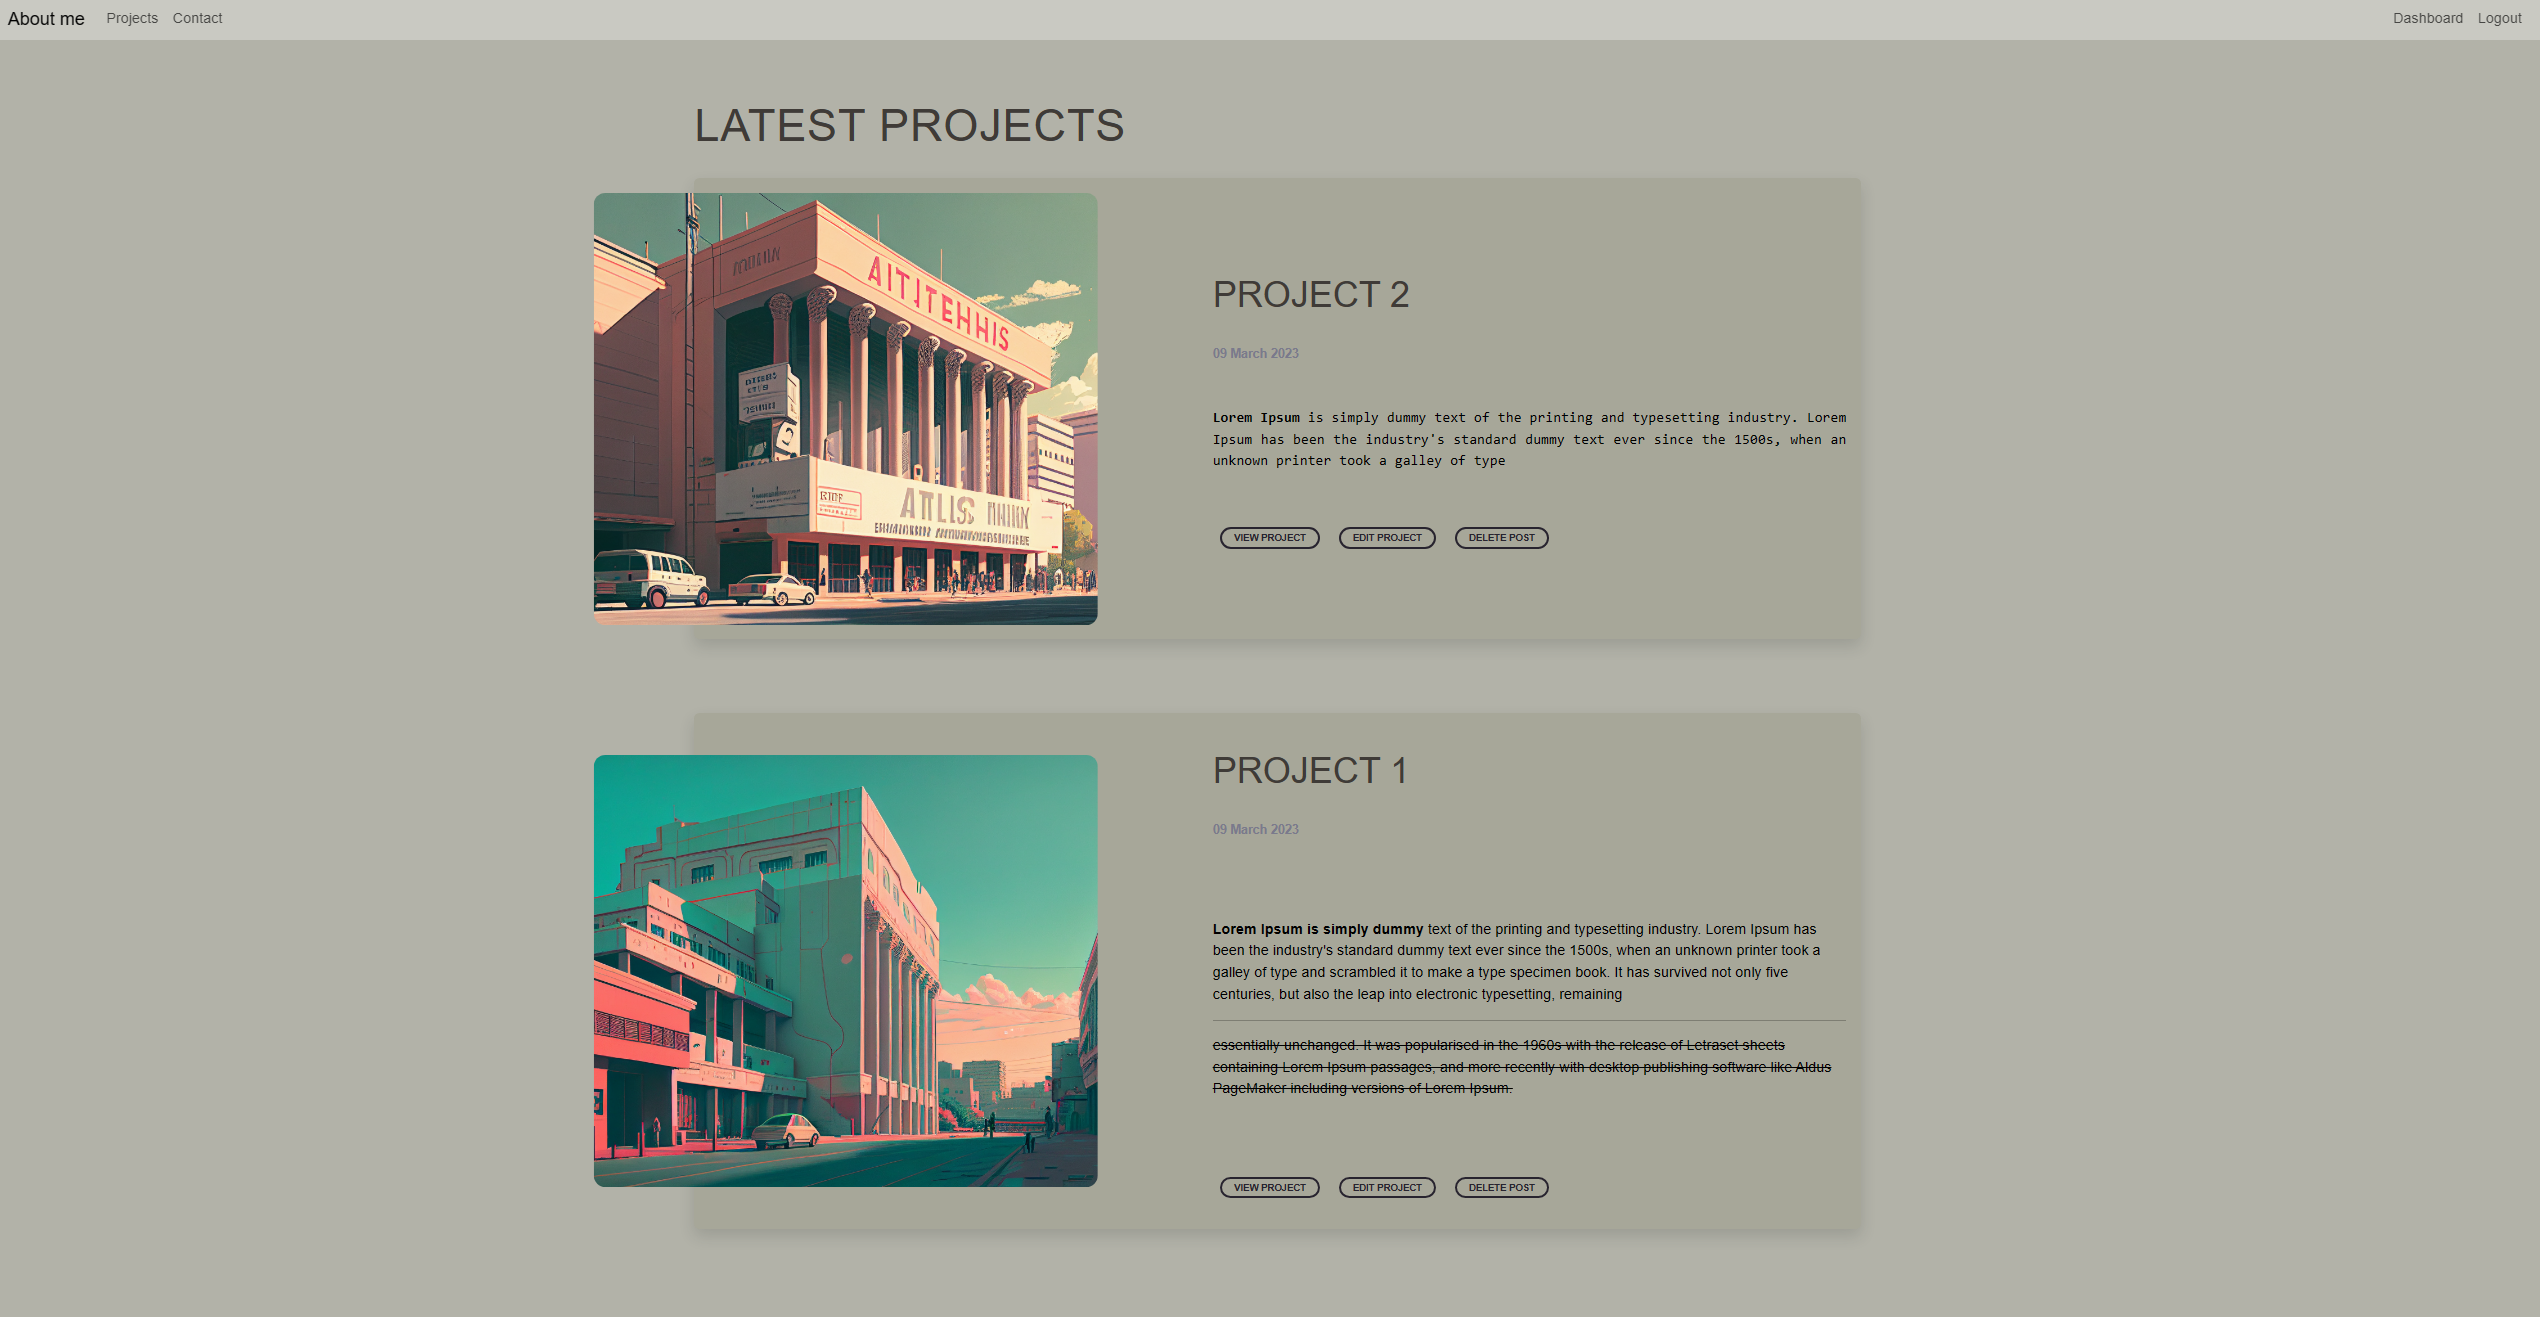 About me Projects Contact Dashboard Logout
LATEST PROJECTS
AITJTEHHIS
PROJECT 2
09 March 2023
Lorem Ipsum is simply dummy text of the printing and typesetting industry. Lorem
Ipsum has been the industry's standard dummy text ever since the 1500s, when an
unknown printer took a galley of type
VIEW PROJECT EDIT PROJECT DELETE POST
PROJECT 1
09 March 2023
Lorem Ipsum is simply dummy text of the printing and typesetting industry. Lorem Ipsum has
been the industry's standard dummy text ever since the 1500s, when an unknown printer took a
galley of type and scrambled it to make a type specimen book. It has survived not only five
centuries, but also the leap into electronic typesetting, remaining
essentially unchanged. It was popularised in the 1960s with the release of Letraset sheets
containing Lorem Ipsum passages, and more recently with desktop publishing software like Aldus
PageMaker including versions of Lorem Ipsum.
VIEW PROJECT EDIT PROJECT DELETE POST